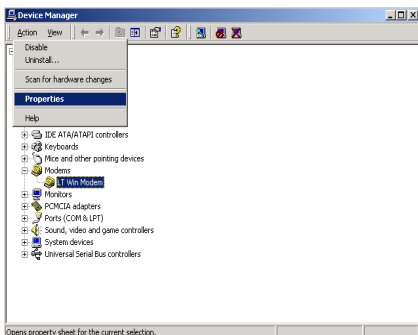 Device Manager
Action View
Disable
Uninstall...
Scan for hardware changes
Properties
Help
IDE ATA/ATAPI controllers
Keyboards
Mice and other pointing devices
Modems
LT Win Modem
Monitors
PCMCIA adapters
Ports (COM & LPT)
Sound, video and game controllers
System devices
Universal Serial Bus controllers
Opens property sheet for the current selection.